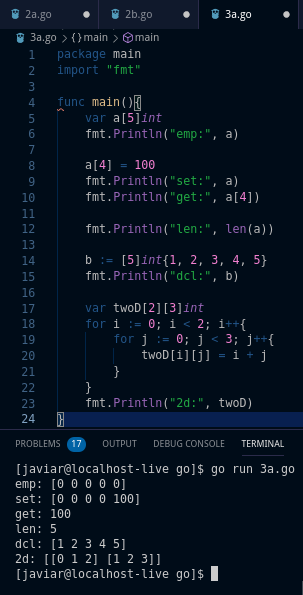 2a.go
2b.go
3a.go
3a.go > {} main > main
1 package main
2 import "fmt"
3
4 func main(){
5 var a[5]int
6 fmt.Println("emp:", a)
7
8 a[4] = 100
9 fmt.Println("set:", a)
10 fmt.Println("get:", a[4])
11
12 fmt.Println("len:", len(a))
13
14 b := [5]int{1, 2, 3, 4, 5}
15 fmt.Println("dcl:", b)
16
17 var twoD[2][3]int
18 for i := 0; i < 2; i++{
19 for j := 0; j < 3; j++{
20 twoD[i][j] = i + j
21 }
22 }
23 fmt.Println("2d:", twoD)
24 }
PROBLEMS 17 OUTPUT DEBUG CONSOLE TERMINAL
[javiar@localhost-live go]$ go run 3a.go
emp: [0 0 0 0 0]
set: [0 0 0 0 100]
get: 100
len: 5
dcl: [1 2 3 4 5]
2d: [[0 1 2] [1 2 3]]
[javiar@localhost-live go]$